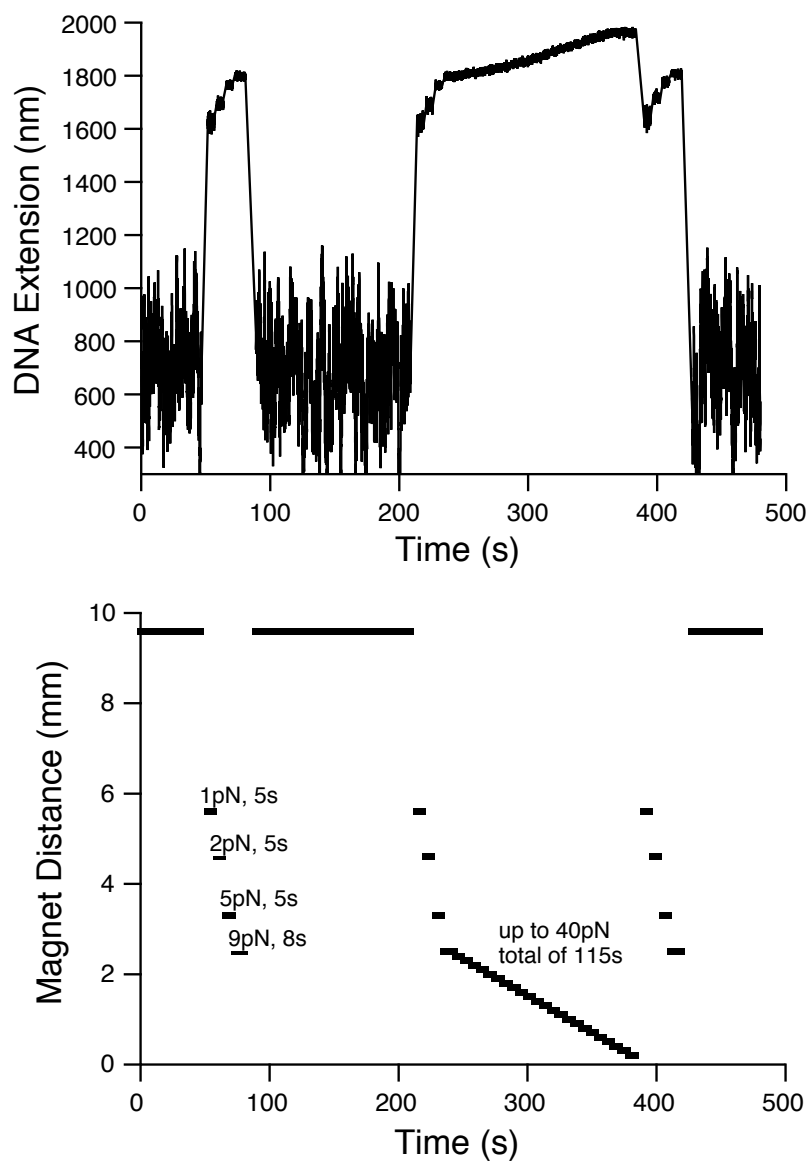 2000
1800
1600
1400
1200
1000
800
600
400
DNA Extension (nm)
0
100
200
300
400
500
Time (s)
10
8
6
4
2
0
Magnet Distance (mm)
1pN, 5s
2pN, 5s
5pN, 5s
9pN, 8s
up to 40pN
total of 115s
0
100
200
300
400
500
Time (s)